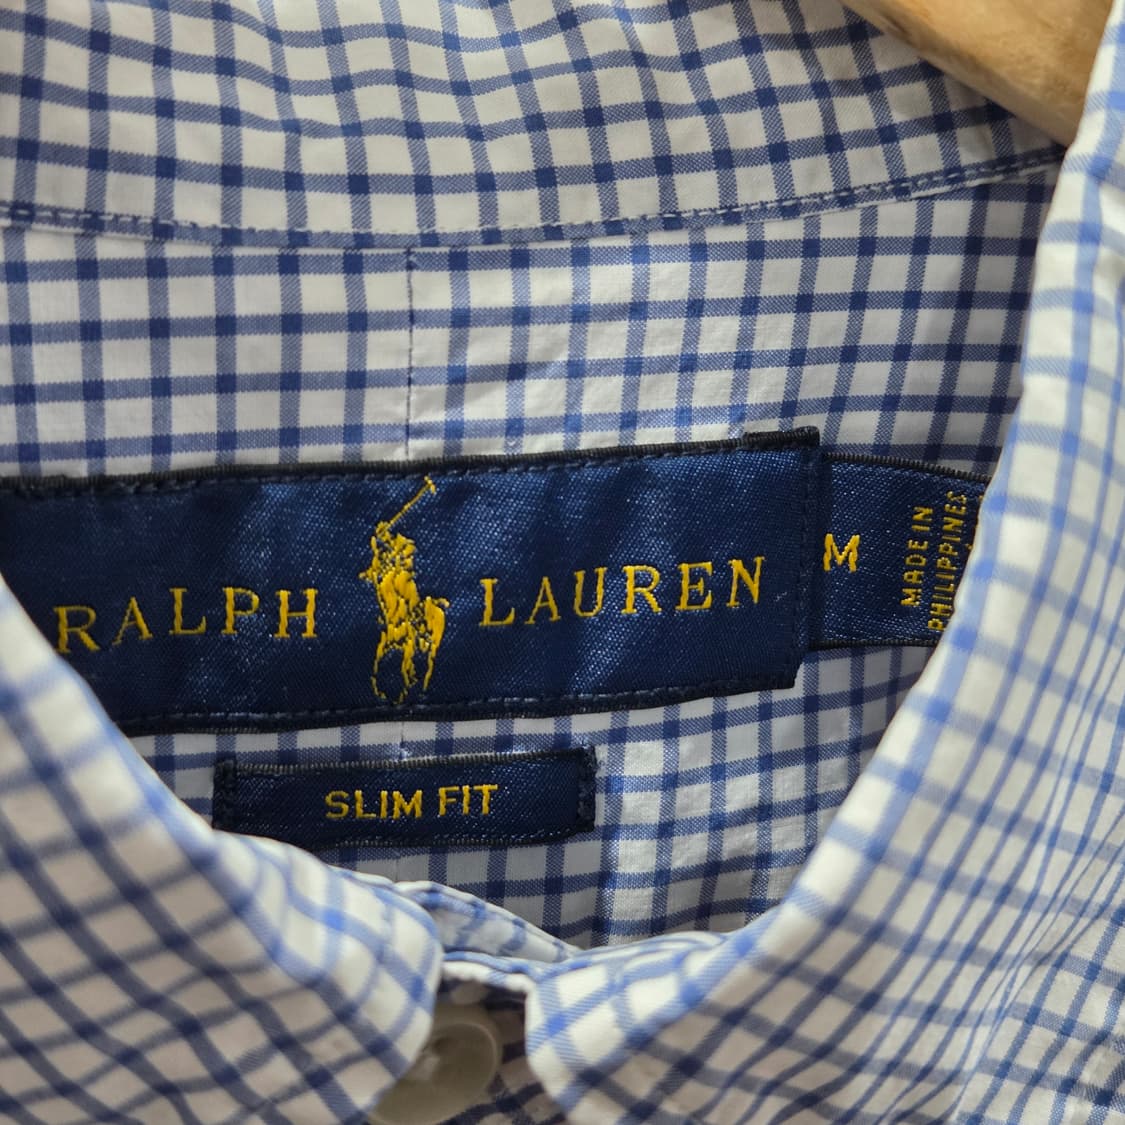 RALPH LAUREN
M
MADE IN
PHILIPPINES
SLIM FIT